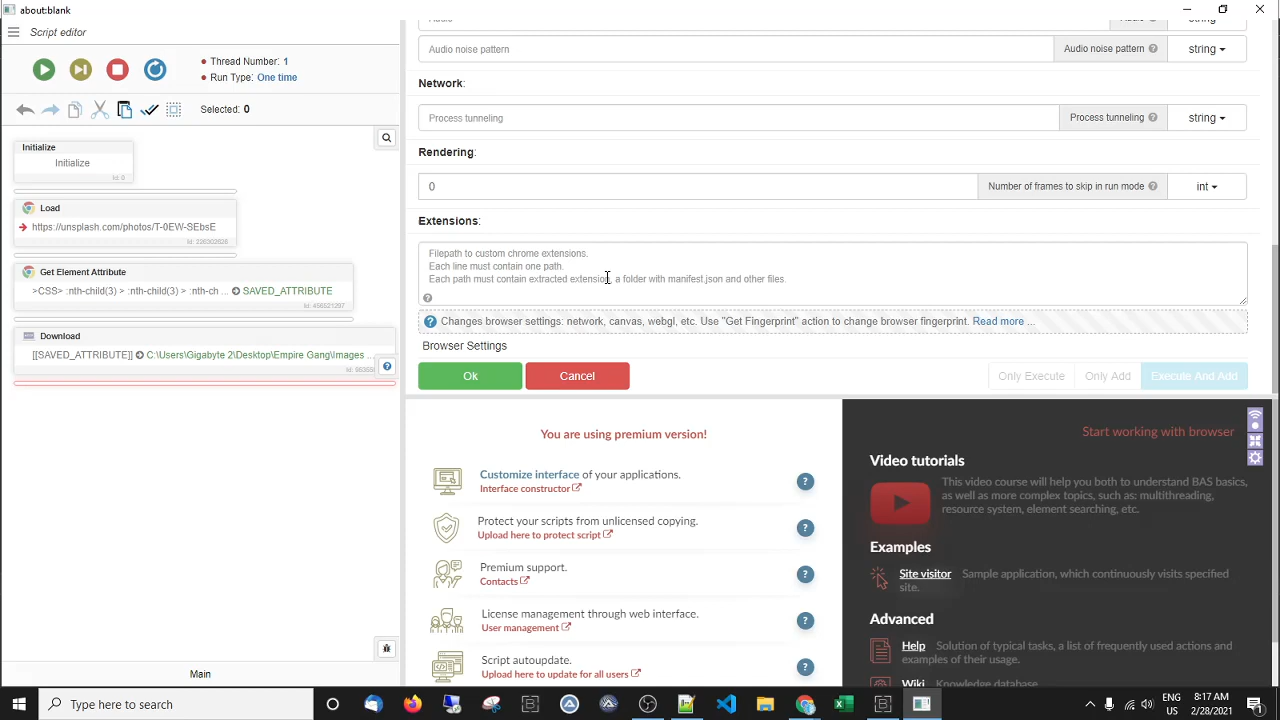 about:blank
Script editor
Thread Number: 1
Run Type: One time
Selected: 0
Initialize
Initialize
Id: 0
Load
https://unsplash.com/photos/T-0EW-SEbsE
Get Element Attribute
>CSS> :nth-child(3) > :nth-child(3) > :nth-ch SAVED_ATTRIBUTE
Download
[[SAVED_ATTRIBUTE]] C:\Users\Gigabyte 2\Desktop\Empire Gang\Images ...
Main
Audio Audio string
Audio noise pattern Audio noise pattern string
Network:
Process tunneling Process tunneling string
Rendering:
0 Number of frames to skip in run mode int
Extensions:
Filepath to custom chrome extensions.
Each line must contain one path.
Each path must contain extracted extension, a folder with manifest.json and other files.
Changes browser settings: network, canvas, webgl, etc. Use "Get Fingerprint" action to change browser fingerprint. Read more ...
Browser Settings
Ok Cancel Only Execute Only Add Execute And Add
You are using premium version!
Customize interface of your applications.
Interface constructor
Protect your scripts from unlicensed copying.
Upload here to protect script
Premium support.
Contacts
License management through web interface.
User management
Script autoupdate.
Upload here to update for all users
Start working with browser
Video tutorials
This video course will help you both to understand BAS basics,
as well as more complex topics, such as: multithreading,
resource system, element searching, etc.
Examples
Site visitor Sample application, which continuously visits specified
site.
Advanced
Help Solution of typical tasks, a list of frequently used actions and
examples of their usage.
Wiki Knowledge database
Type here to search
ENG
US
8:17 AM
2/28/2021